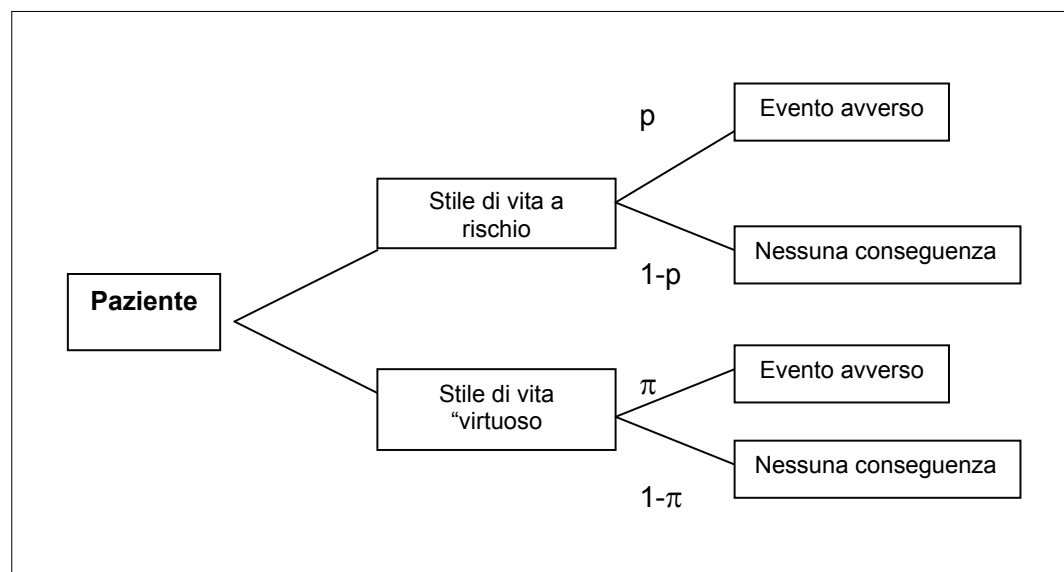 p
Evento avverso
Stile di vita a
rischio
1-p
Nessuna conseguenza
Paziente
Stile di vita
“virtuoso
π
Evento avverso
1-π
Nessuna conseguenza